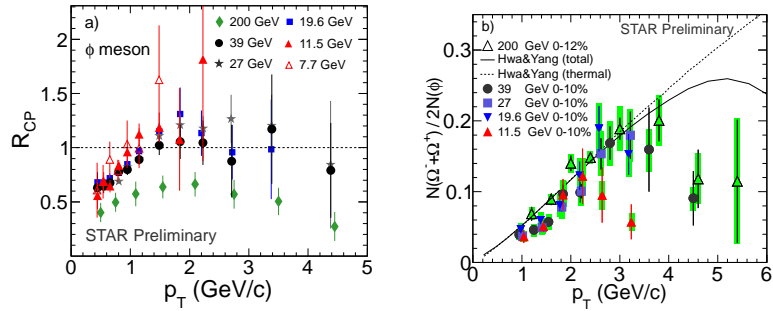 a)
φ meson
200 GeV
39 GeV
27 GeV
19.6 GeV
11.5 GeV
7.7 GeV
2
1.5
1
0.5
R_CP
STAR Preliminary
0 1 2 3 4 5
p_T (GeV/c)
b)
STAR Preliminary
200 GeV 0-12%
Hwa&Yang (total)
Hwa&Yang (thermal)
39 GeV 0-10%
27 GeV 0-10%
19.6 GeV 0-10%
11.5 GeV 0-10%
0.3
0.2
0.1
0
N(Ω⁻+Ω⁺) / 2N(φ)
0 1 2 3 4 5 6
p_T (GeV/c)